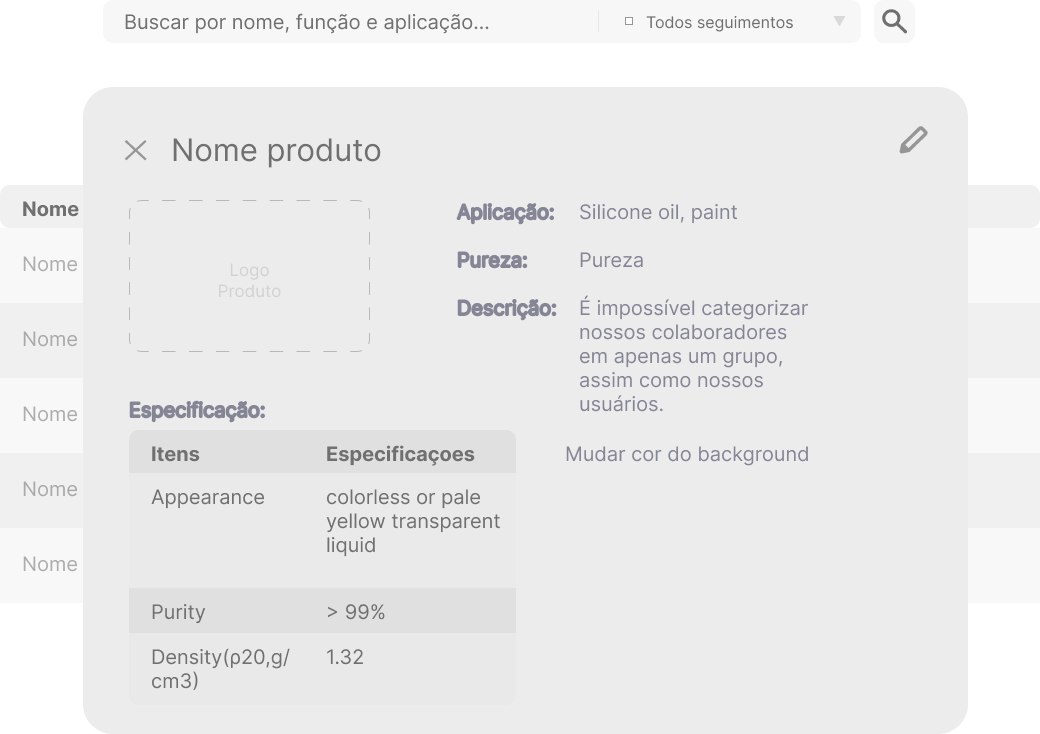 Buscar por nome, função e aplicação...
Todos seguimentos
Nome produto
Nome
Nome
Nome
Nome
Nome
Nome
Logo
Produto
Aplicação: Silicone oil, paint
Pureza: Pureza
Descrição: É impossível categorizar
nossos colaboradores
em apenas um grupo,
assim como nossos
usuários.
Mudar cor do background
Especificação:
Itens Especificaçoes
Appearance colorless or pale
yellow transparent
liquid
Purity > 99%
Density(ρ20,g/ 1.32
cm3)